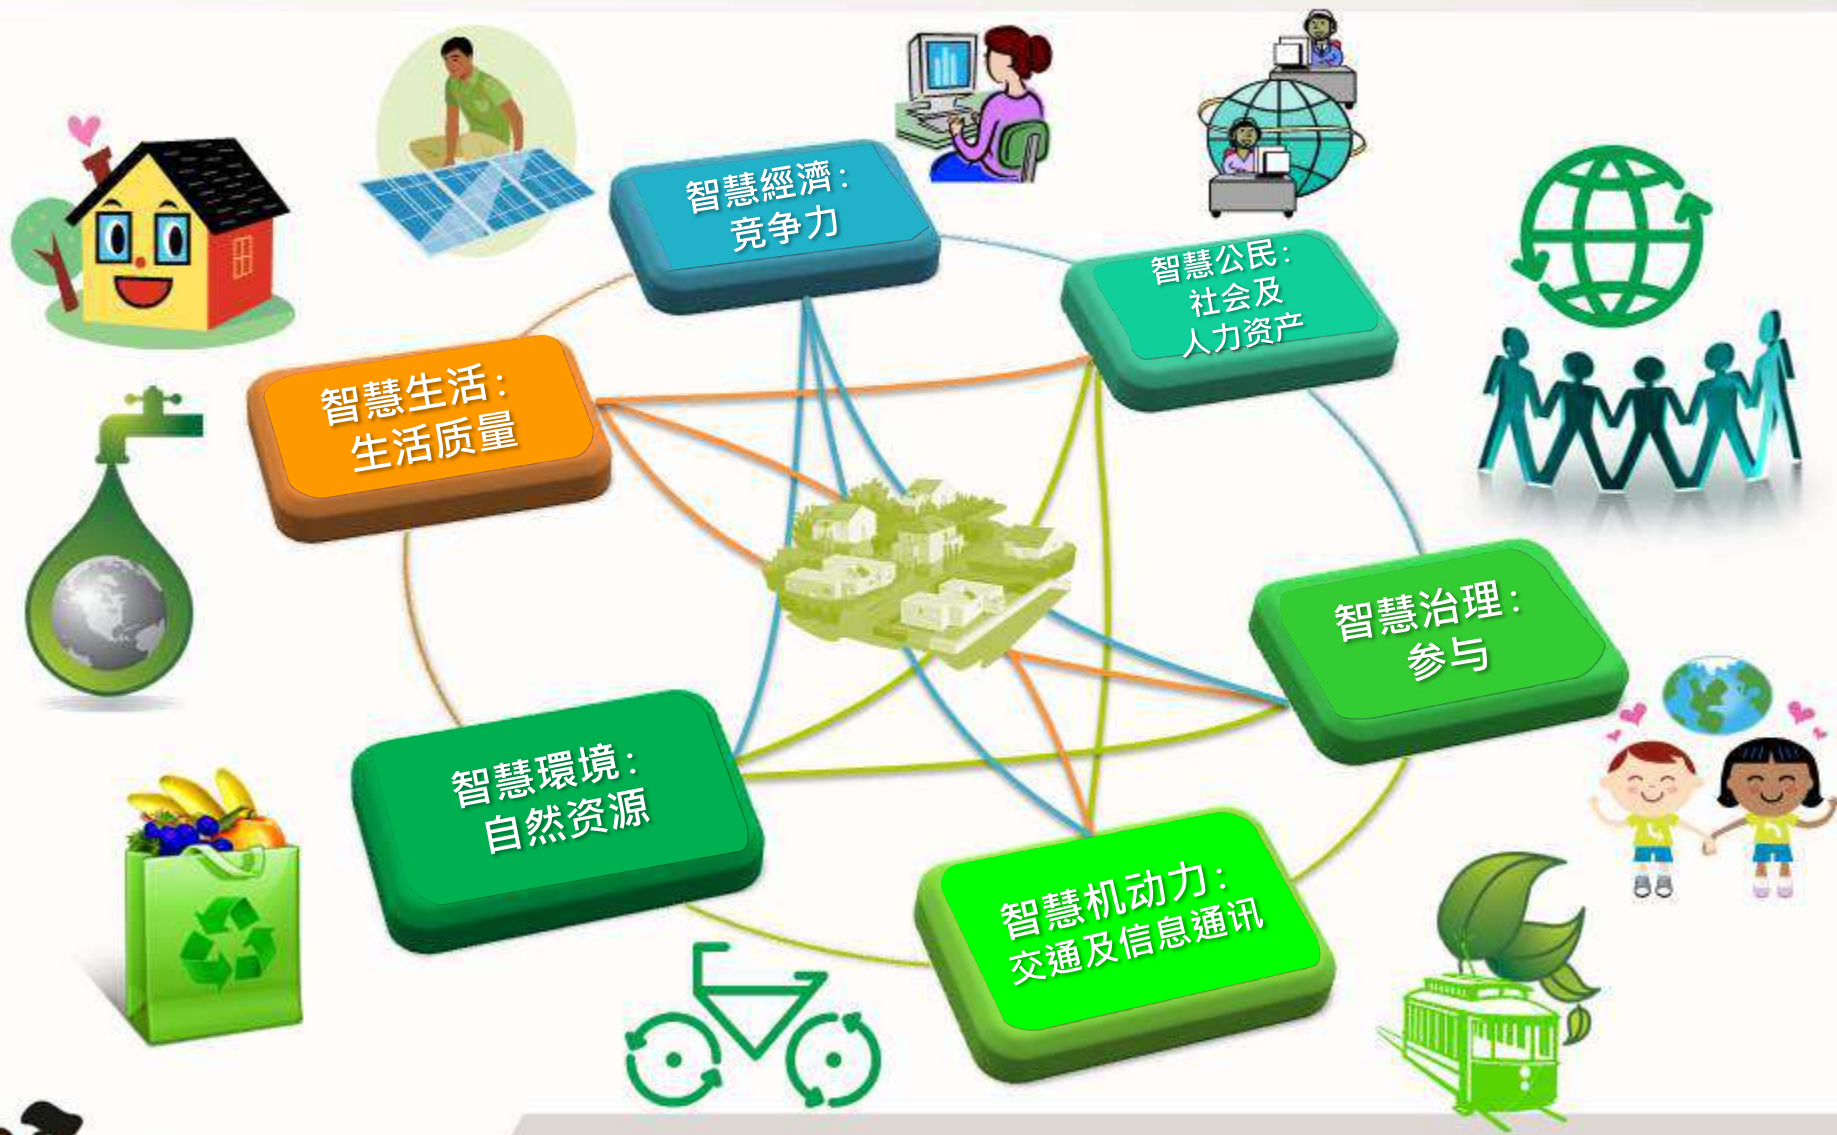 智慧經濟：
竞争力
智慧公民：
社会及
人力资产
智慧生活：
生活质量
智慧治理：
参与
智慧環境：
自然资源
智慧机动力：
交通及信息通讯